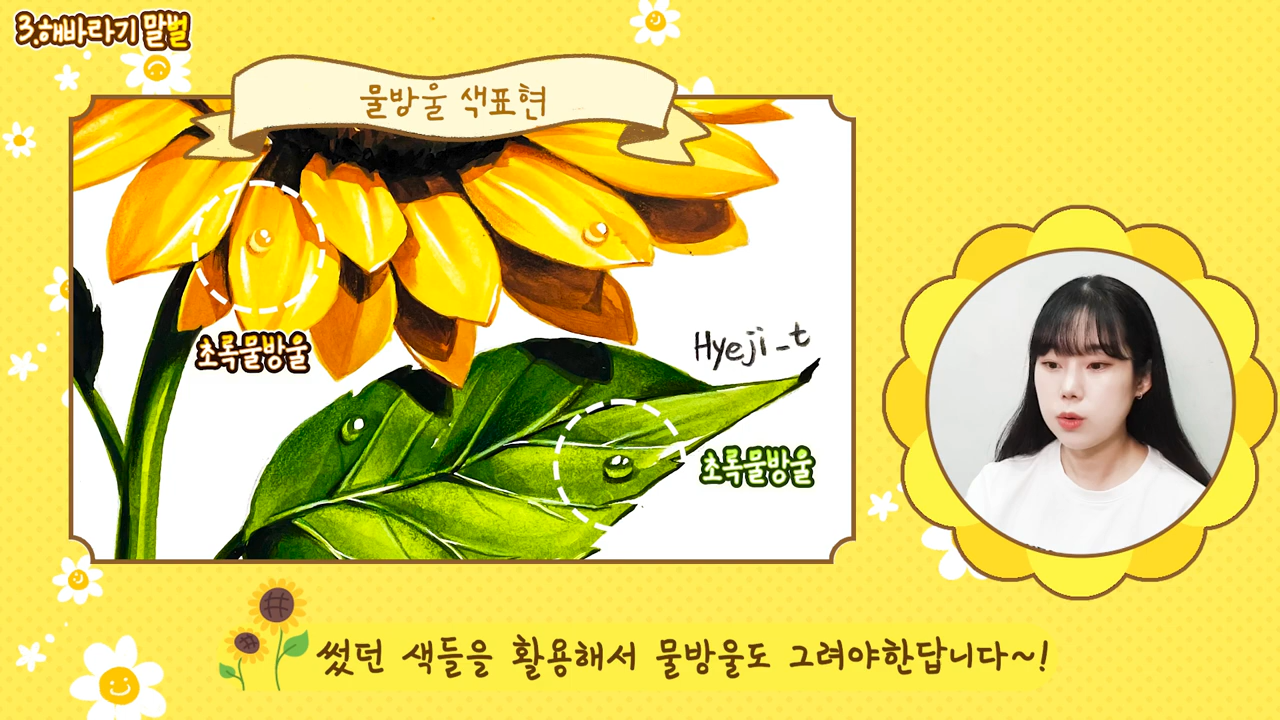 3.해바라기 말벌
물방울 색표현
초록물방울
Hyeji_t
초록물방울
썼던 색들을 활용해서 물방울도 그려야한답니다~!